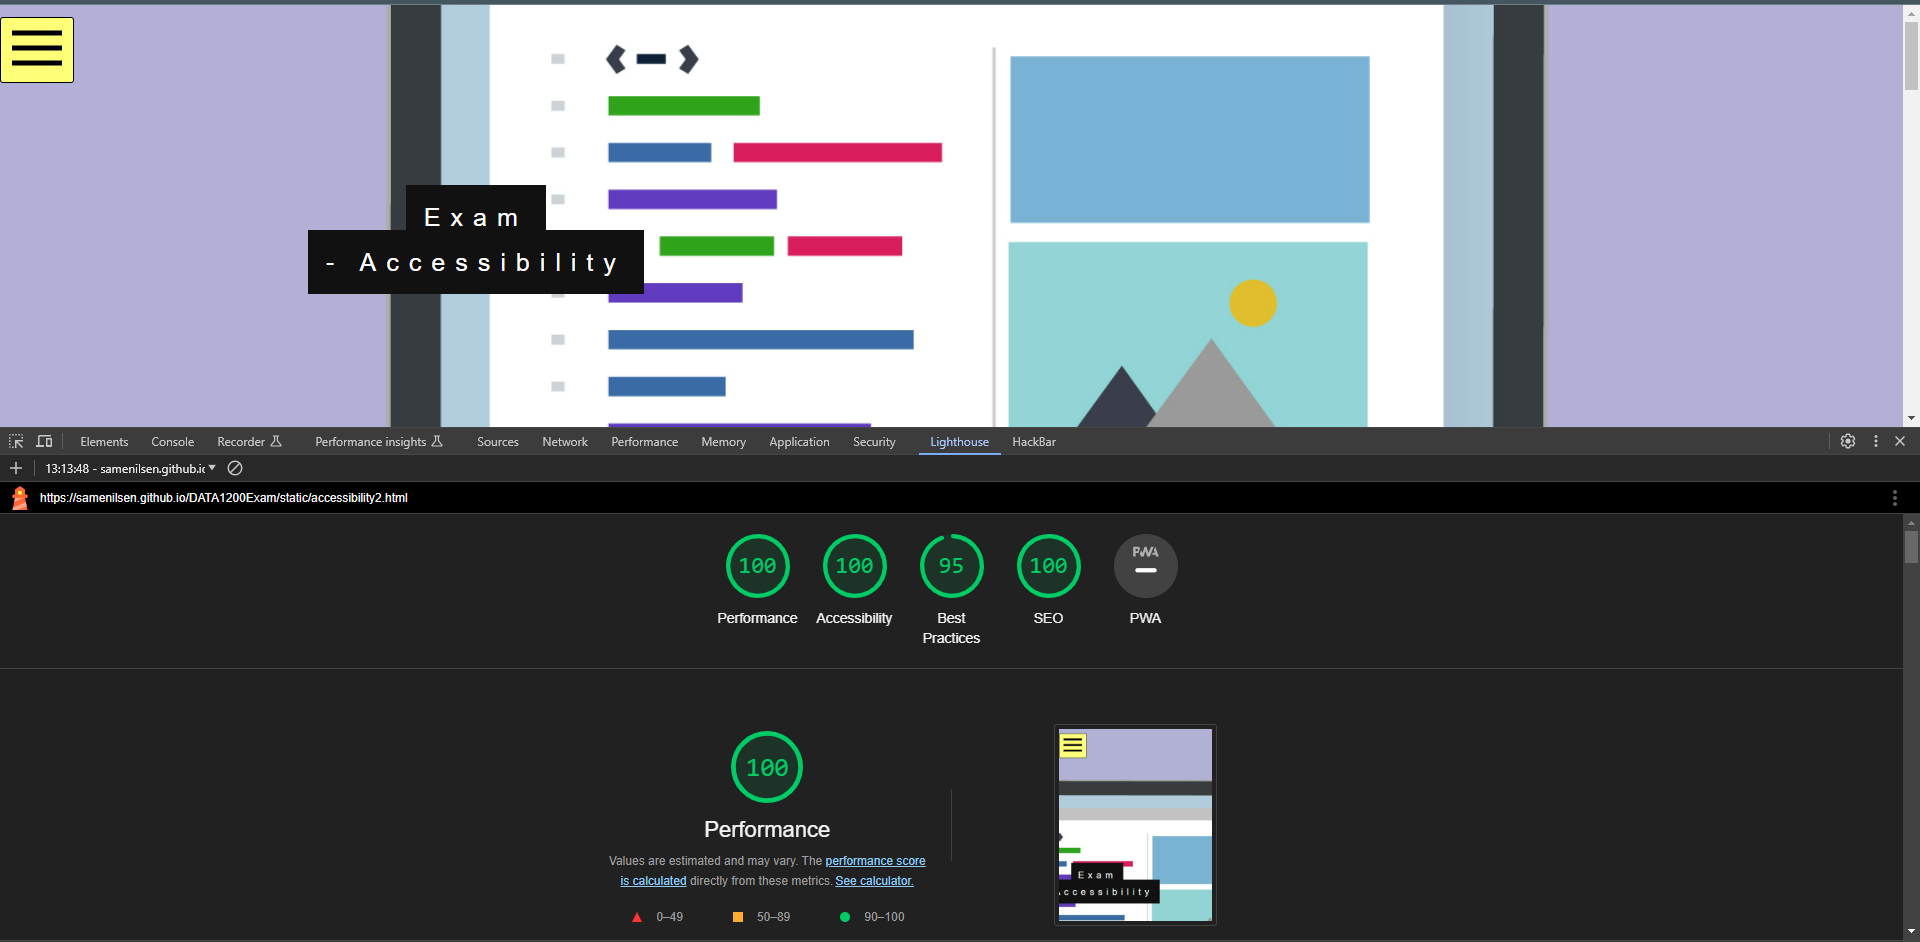 Exam
- Accessibility
Elements Console Recorder Performance insights Sources Network Performance Memory Application Security Lighthouse HackBar
13:13:48 - samenilsen.github.ic
https://samenilsen.github.io/DATA1200Exam/static/accessibility2.html
100 100 95 100 PWA
Performance Accessibility Best Practices SEO PWA
100
Performance
Values are estimated and may vary. The performance score
is calculated directly from these metrics. See calculator.
0–49 50–89 90–100
Exam
Accessibility